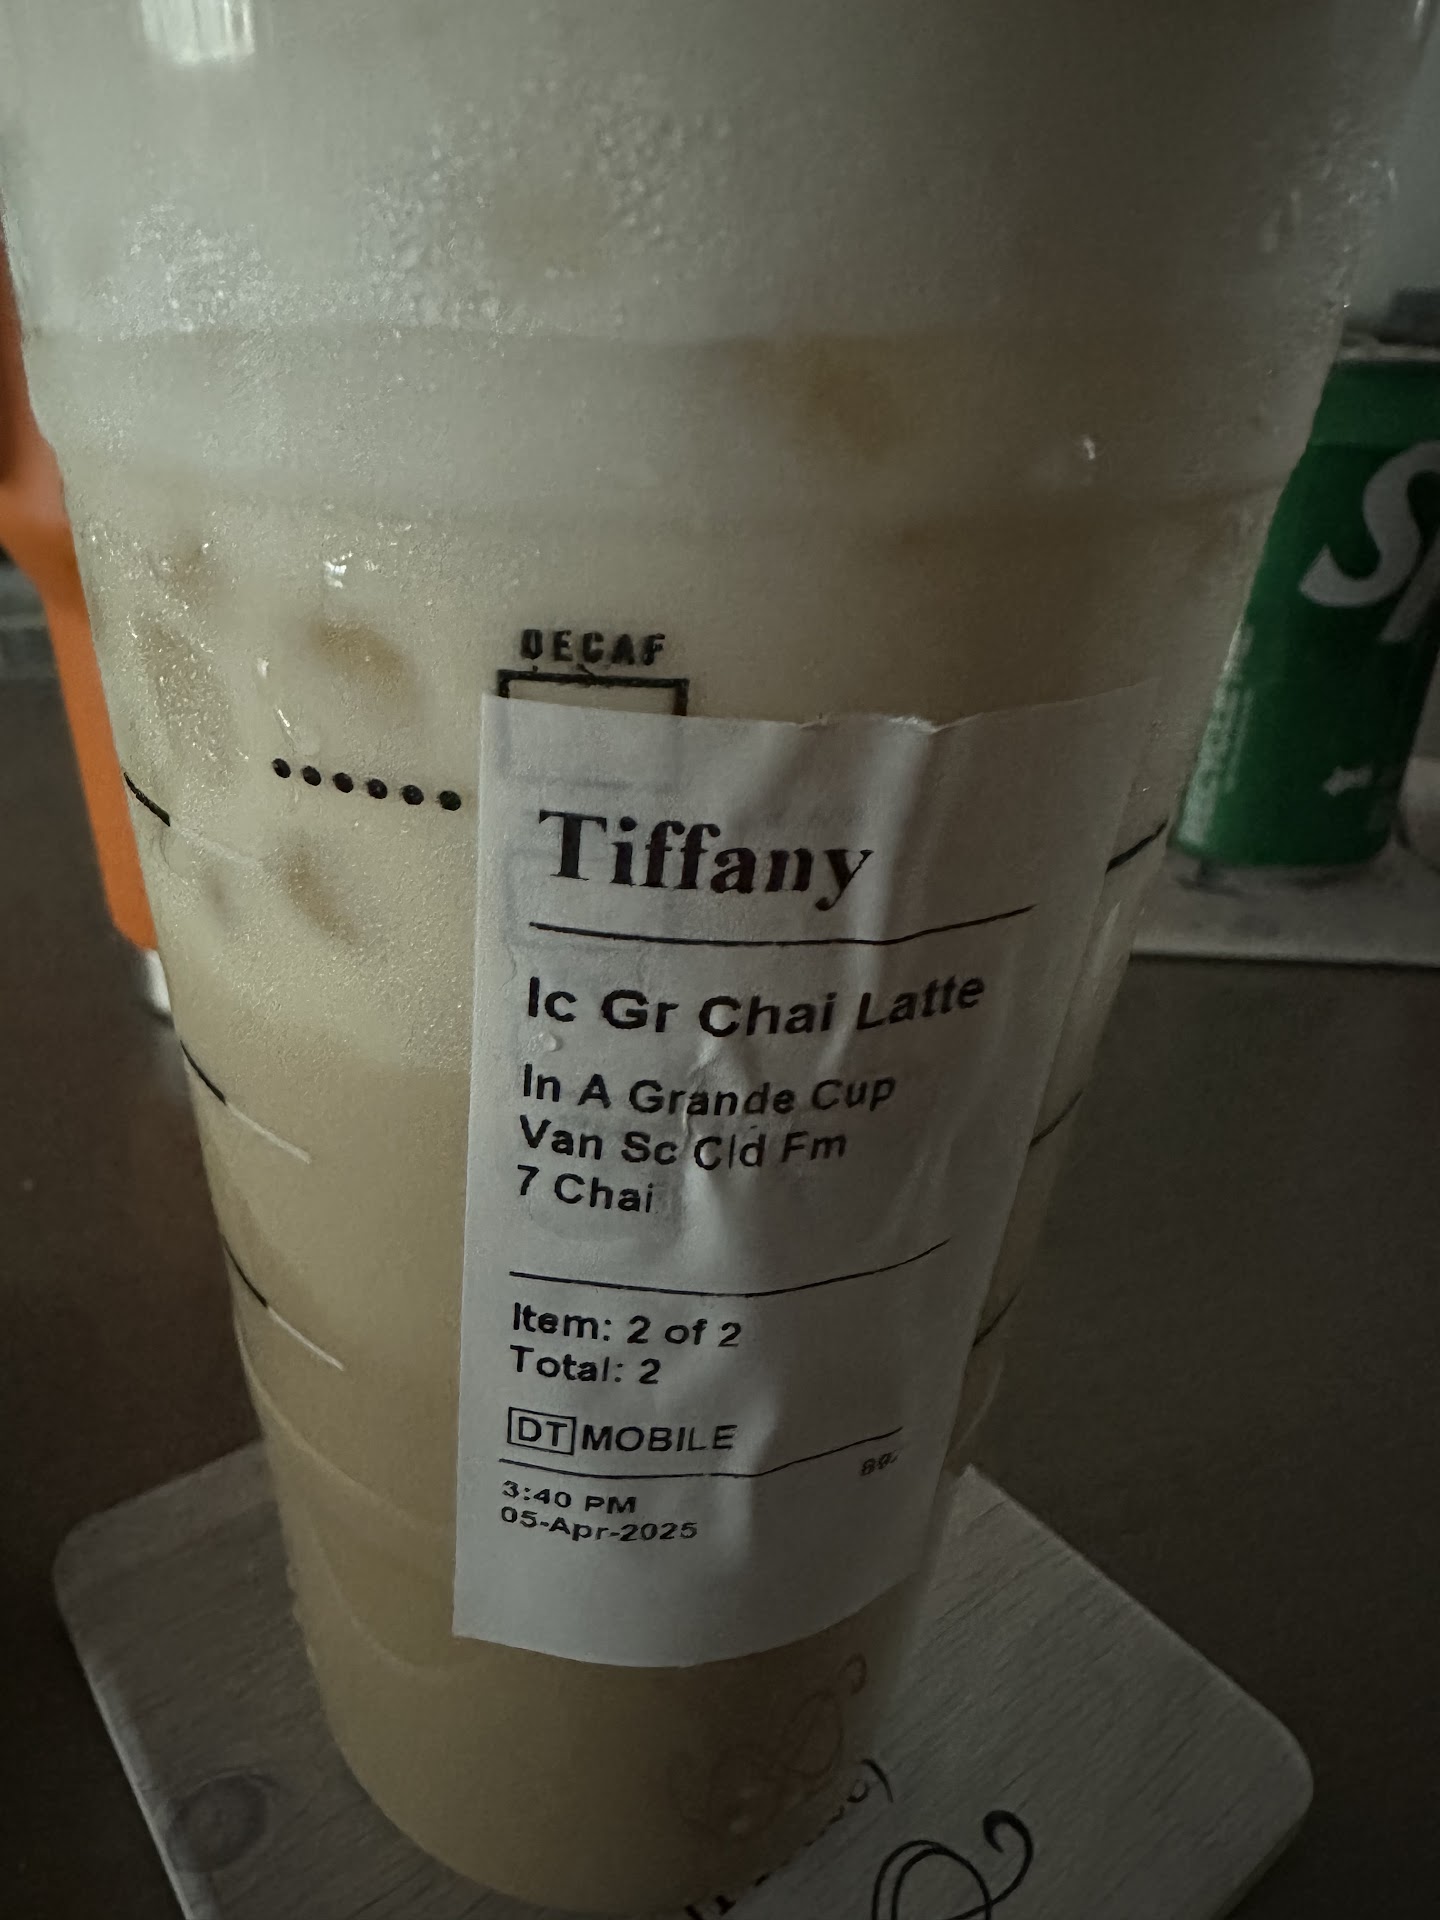 DECAF
Tiffany
Ic Gr Chai Latte
In A Grande Cup
Van Sc Cld Fm
7 Chai
Item: 2 of 2
Total: 2
DT MOBILE
3:40 PM
05-Apr-2025